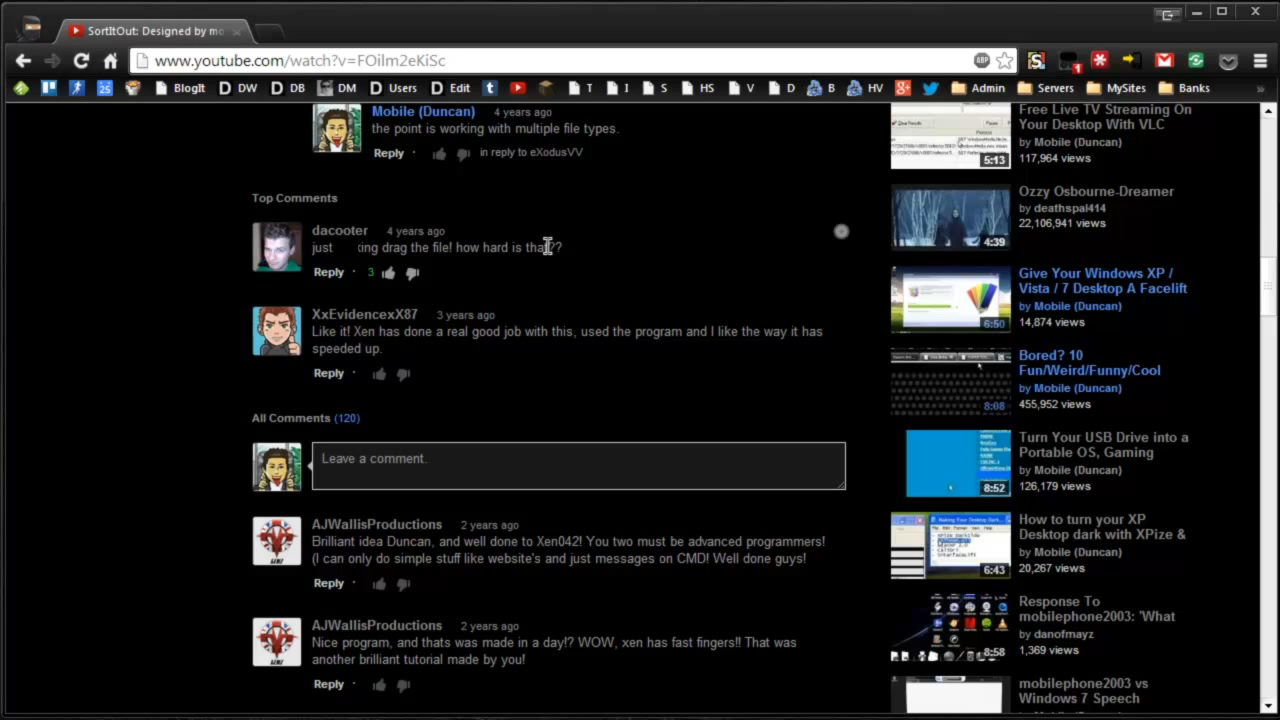 SortItOut: Designed by mo
www.youtube.com/watch?v=FOiIm2eKiSc
ABP
1
BlogIt DW DB DM Users Edit T I S HS V D B HV Admin Servers MySites Banks »
Mobile (Duncan) 4 years ago
the point is working with multiple file types.
Reply · in reply to eXodusVV
Top Comments
dacooter 4 years ago
just king drag the file! how hard is that??
Reply · 3
XxEvidencexX87 3 years ago
Like it! Xen has done a real good job with this, used the program and I like the way it has
speeded up.
Reply ·
All Comments (120)
Leave a comment.
AJWallisProductions 2 years ago
Brilliant idea Duncan, and well done to Xen042! You two must be advanced programmers!
(I can only do simple stuff like website's and just messages on CMD! Well done guys!
Reply ·
AJWallisProductions 2 years ago
Nice program, and thats was made in a day!? WOW, xen has fast fingers!! That was
another brilliant tutorial made by you!
Reply ·
Free Live TV Streaming On
Your Desktop With VLC
by Mobile (Duncan)
117,964 views
5:13
Ozzy Osbourne-Dreamer
by deathspal414
22,106,941 views
4:39
Give Your Windows XP /
Vista / 7 Desktop A Facelift
by Mobile (Duncan)
14,874 views
6:50
Bored? 10
Fun/Weird/Funny/Cool
by Mobile (Duncan)
455,952 views
8:08
Turn Your USB Drive into a
Portable OS, Gaming
by Mobile (Duncan)
126,179 views
8:52
How to turn your XP
Desktop dark with XPize &
by Mobile (Duncan)
20,267 views
6:43
Response To
mobilephone2003: 'What
by danofmayz
1,369 views
8:58
mobilephone2003 vs
Windows 7 Speech